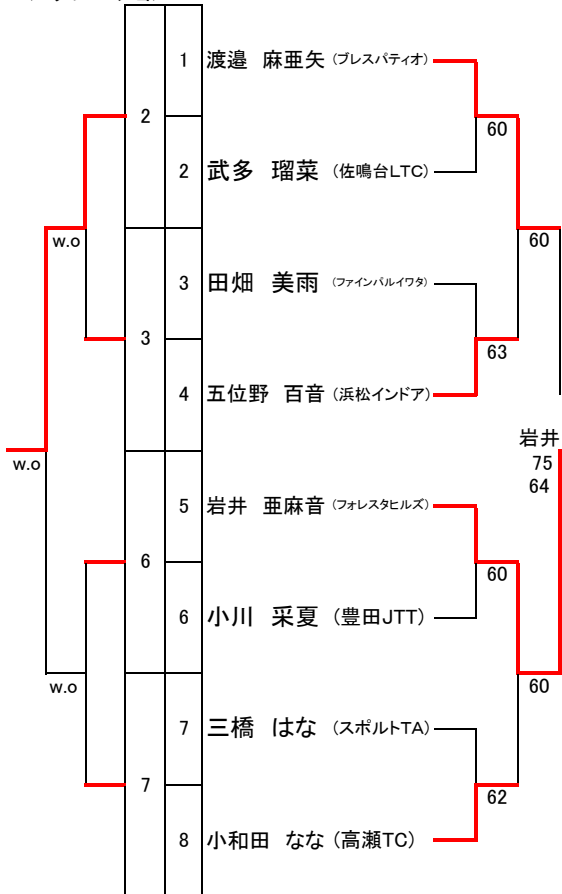 1 渡邉 麻亜矢 (ブレスパティオ)
2
60
2 武多 瑠菜 (佐鳴台LTC)
w.o
60
3 田畑 美雨 (ファインバルイワタ)
3
63
4 五位野 百音 (浜松インドア)
岩井
w.o
75
64
5 岩井 亜麻音 (フォレスタヒルズ)
6
60
6 小川 采夏 (豊田JTT)
w.o
60
7 三橋 はな (スポルトTA)
7
62
8 小和田 なな (高瀬TC)